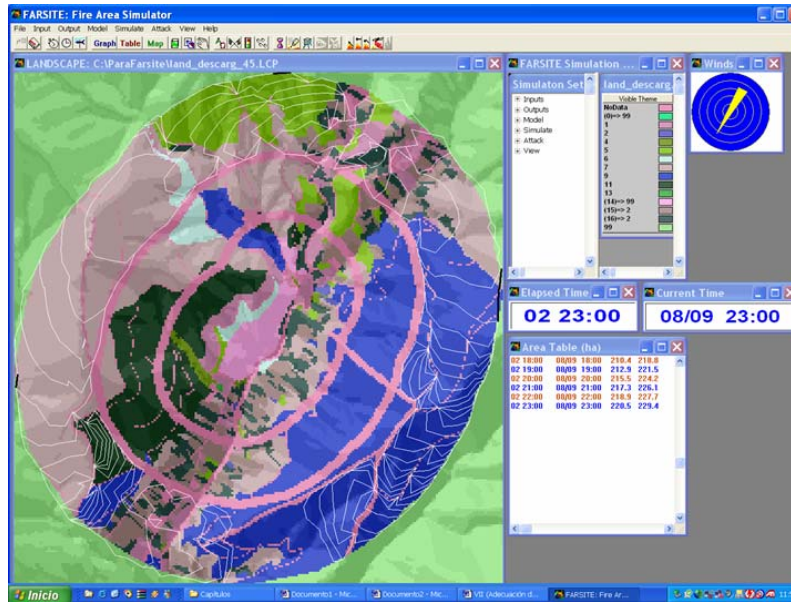 FARSITE: Fire Area Simulator
File Input Output Model Simulate Attack View Help
Graph Table Map
LANDSCAPE: C:\ParaFarsite\land_descarg_45.LCP
FARSITE Simulation ...
Simulaton Set
Inputs
Outputs
Model
Simulate
Attack
View
land_descarg.
Visible Theme
NoData
(0)=> 99
1
2
4
5
6
7
9
11
13
(14)=> 99
(15)=> 2
(16)=> 2
99
Winds
Elapsed Time
02 23:00
Current Time
08/09 23:00
Area Table (ha)
02 18:00 08/09 18:00 210.4 218.8
02 19:00 08/09 19:00 212.9 221.5
02 20:00 08/09 20:00 215.5 224.2
02 21:00 08/09 21:00 217.3 226.1
02 22:00 08/09 22:00 218.9 227.7
02 23:00 08/09 23:00 220.5 229.4
Inicio
Capítulos
Documento1 - Mic...
Documento2 - Mic...
VII (Adecuación d...
FARSITE: Fire Ar...